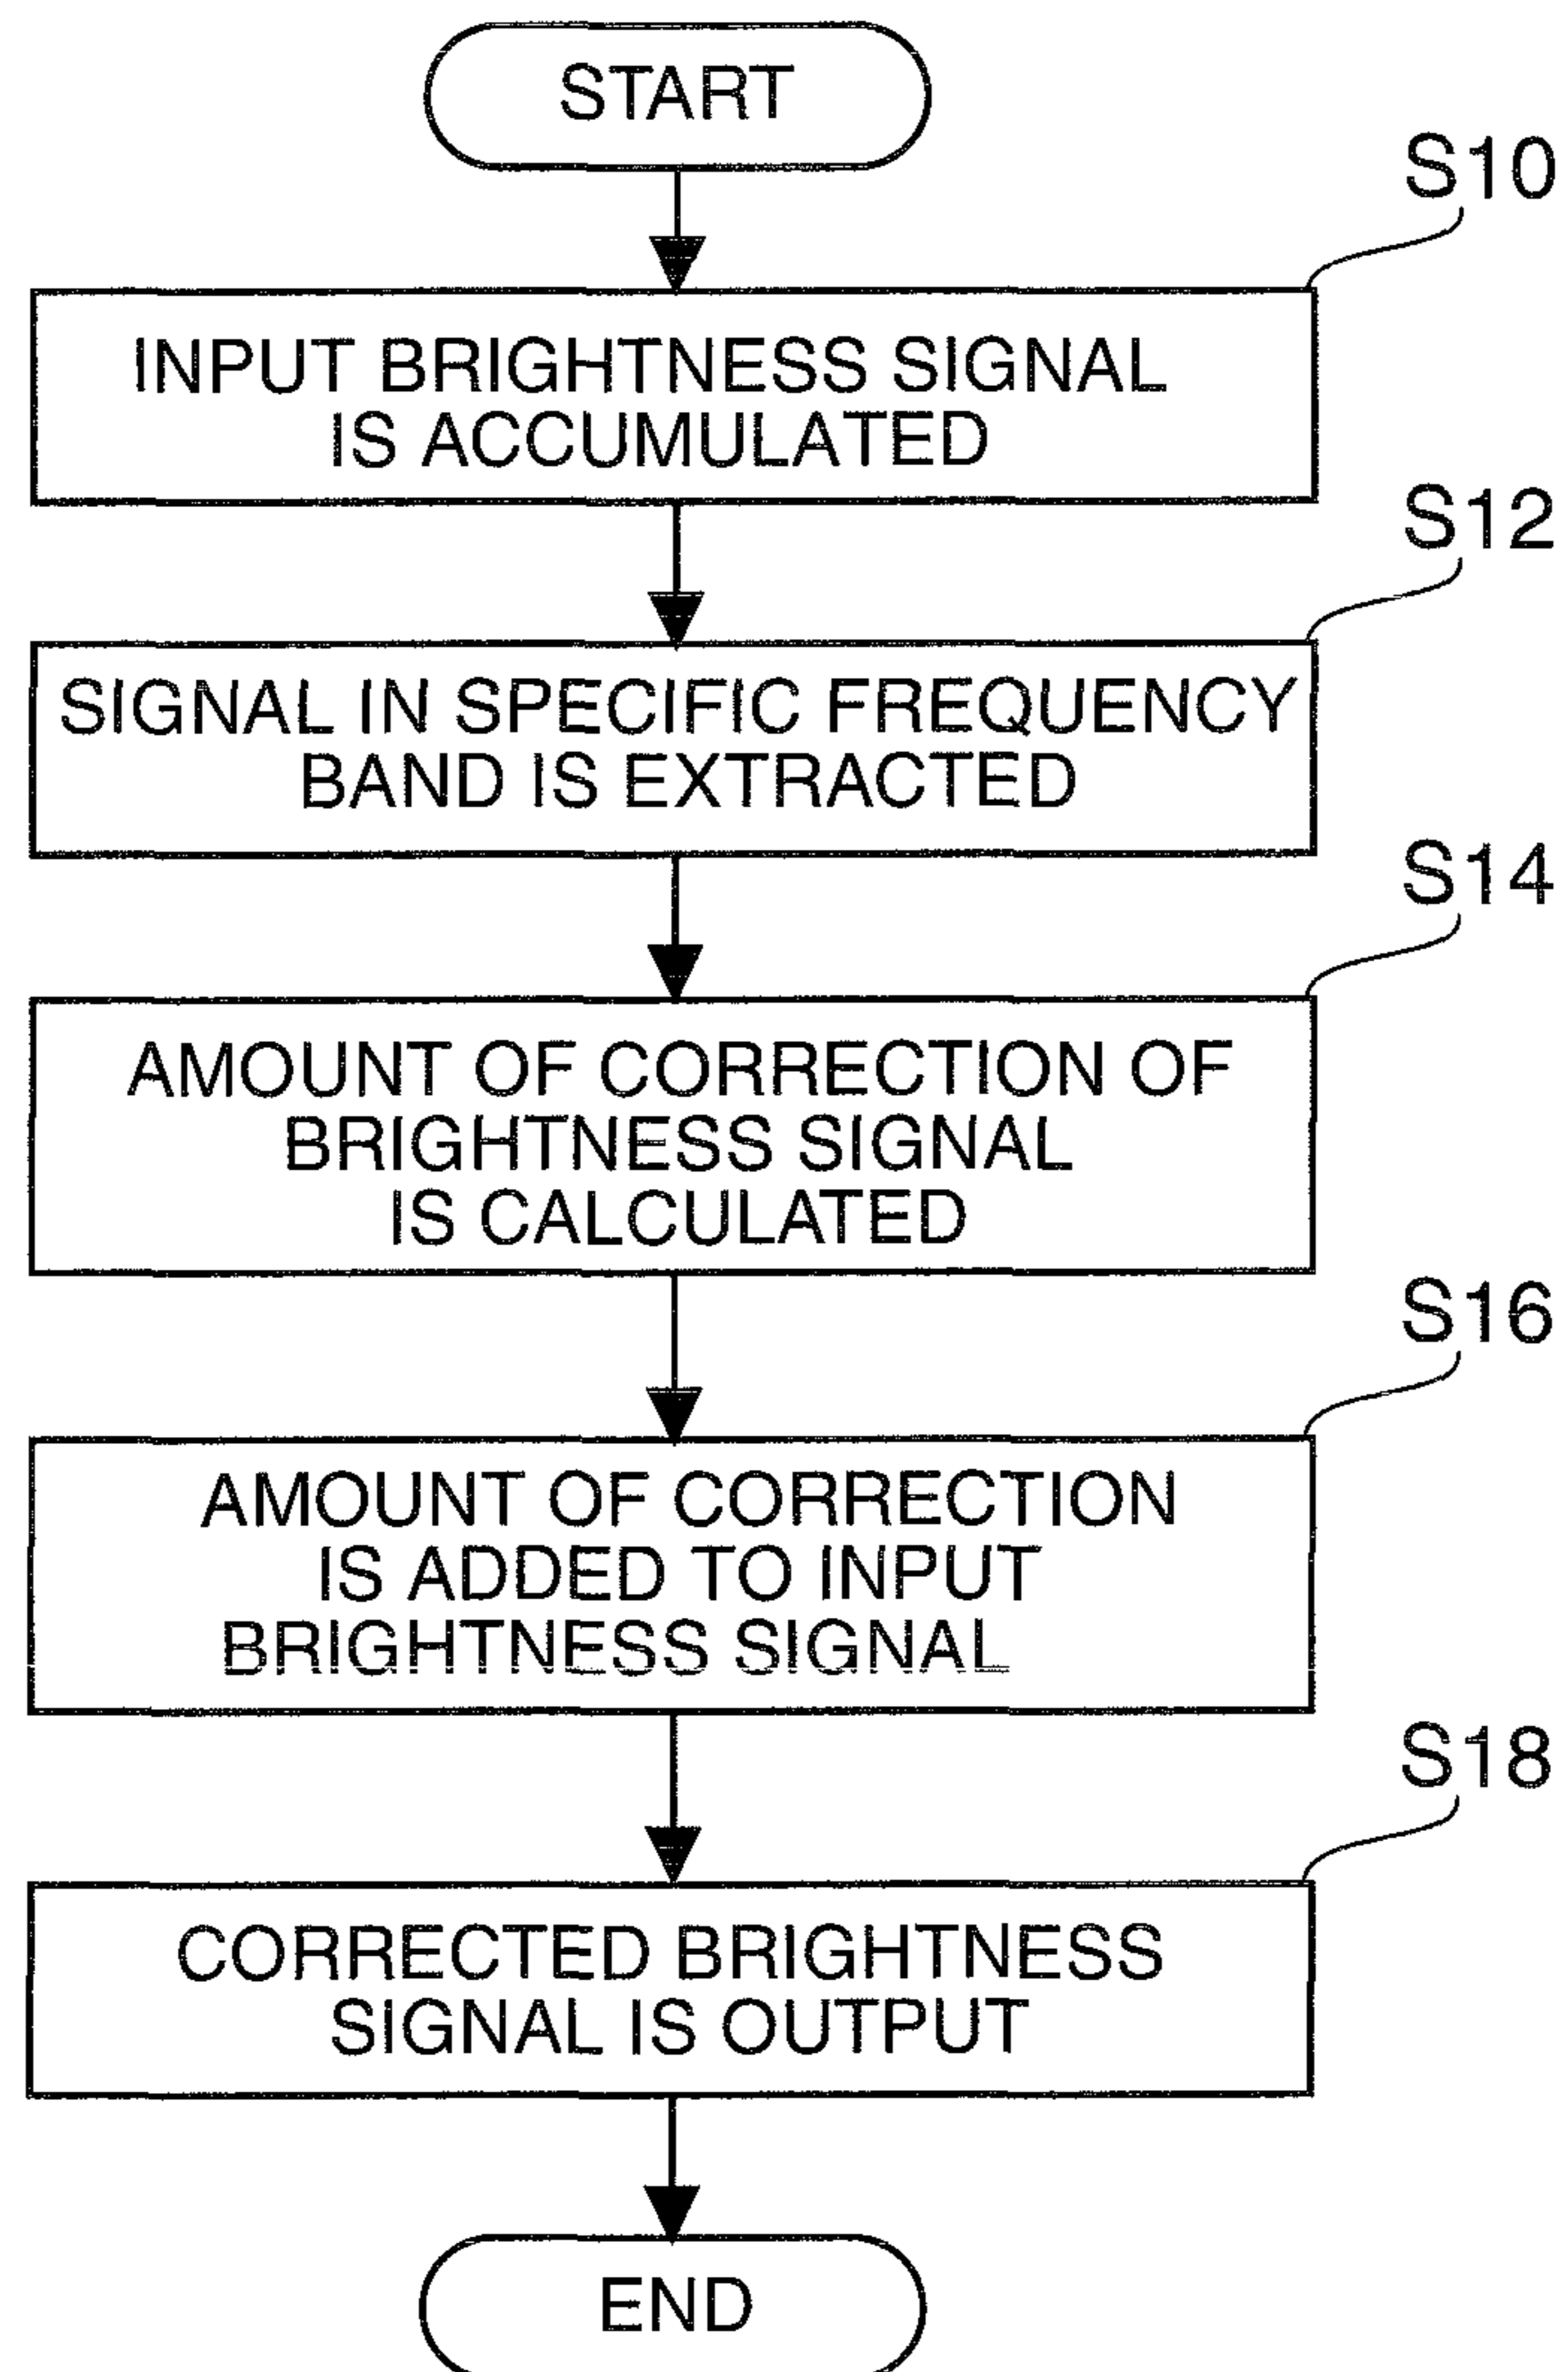 START
S10
INPUT BRIGHTNESS SIGNAL
IS ACCUMULATED
S12
SIGNAL IN SPECIFIC FREQUENCY
BAND IS EXTRACTED
S14
AMOUNT OF CORRECTION OF
BRIGHTNESS SIGNAL
IS CALCULATED
S16
AMOUNT OF CORRECTION
IS ADDED TO INPUT
BRIGHTNESS SIGNAL
S18
CORRECTED BRIGHTNESS
SIGNAL IS OUTPUT
END